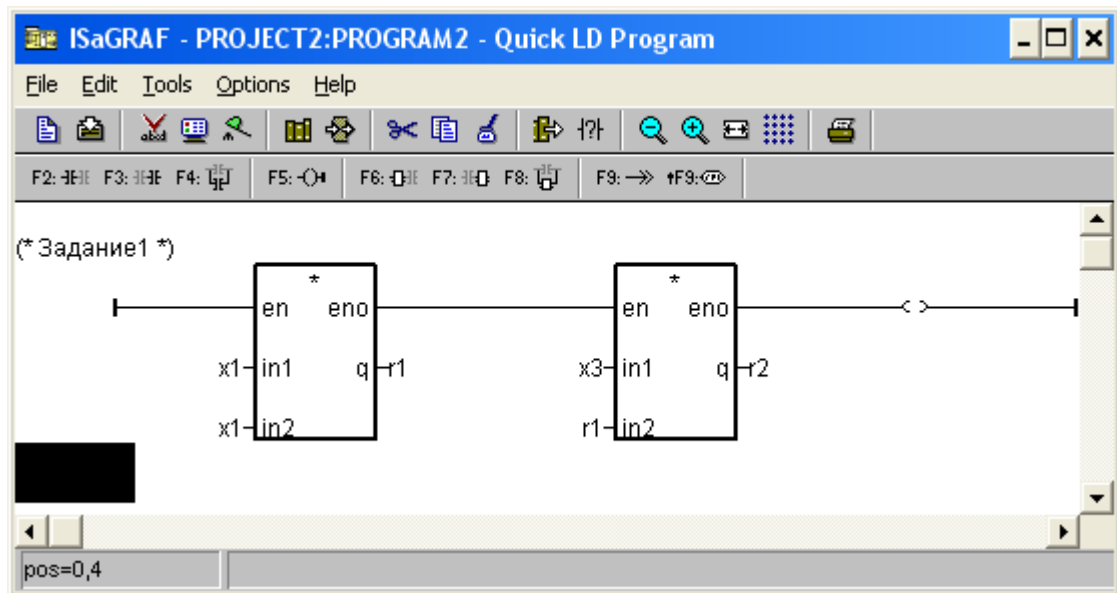 ISaGRAF - PROJECT2:PROGRAM2 - Quick LD Program
File Edit Tools Options Help
abcd
F2: F3: F4: F5: F6: F7: F8: F9: F9:
(* Задание1 *)
* *
en eno en eno
x1 in1 q r1 x3 in1 q r2
x1 in2 r1 in2
pos=0,4